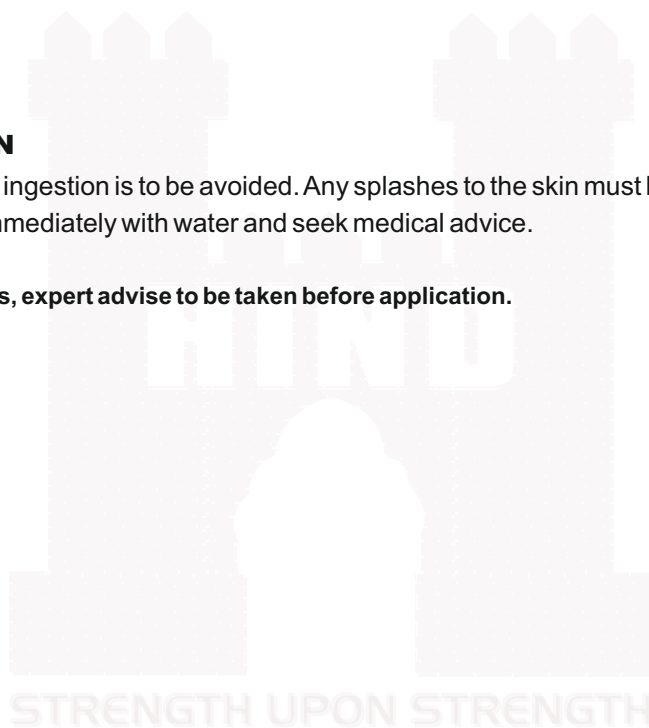 N
ingestion is to be avoided. Any splashes to the skin must
mmediately with water and seek medical advice.
s, expert advise to be taken before application.
HIND
STRENGTH UPON STRENGTH